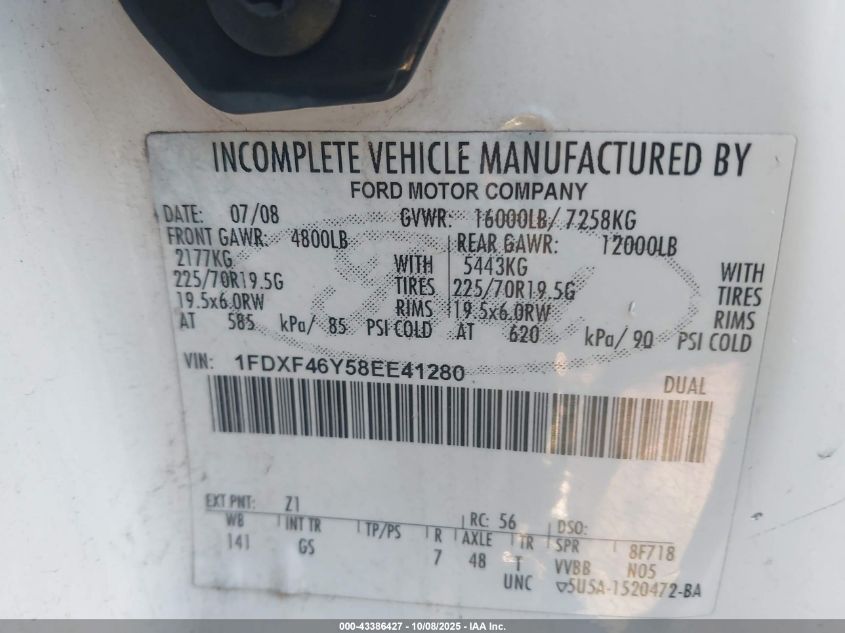 INCOMPLETE VEHICLE MANUFACTURED BY
FORD MOTOR COMPANY
DATE: 07/08 GVWR: 16000LB/ 7258KG
FRONT GAWR: 4800LB REAR GAWR: 12000LB
2177KG WITH 5443KG WITH
225/70R19.5G TIRES 225/70R19.5G TIRES
19.5x6.0RW RIMS 19.5x6.0RW RIMS
AT 585 kPa/ 85 PSI COLD AT 620 kPa/ 90 PSI COLD
VIN: 1FDXF46Y58EE41280
DUAL
EXT PNT: Z1 RC: 56 DSO:
WB INT TR TP/PS R AXLE TR SPR 8F718
141 GS 7 48 T VVBB N05
UNC ▽5U5A-1520472-BA
000-43386427 - 10/08/2025 - IAA Inc.